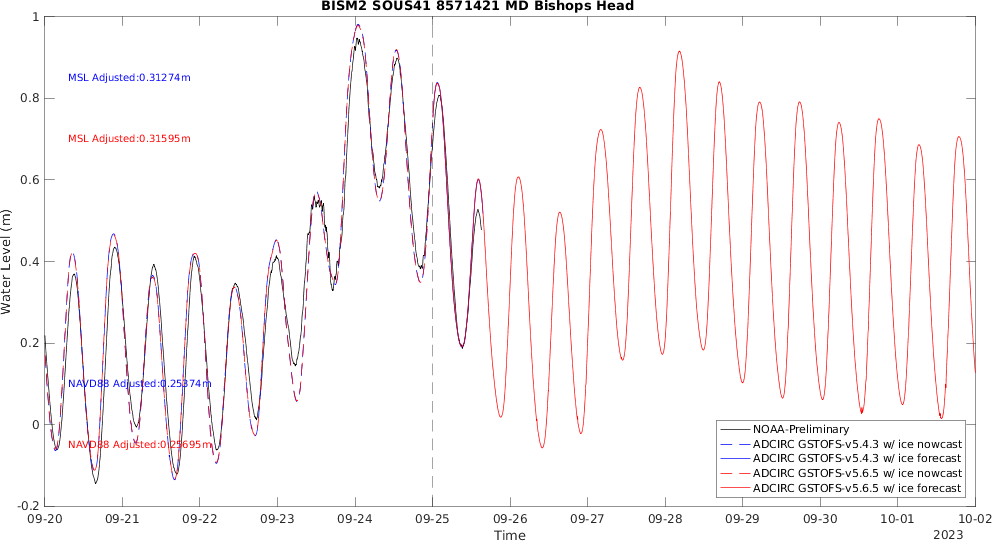 BISM2 SOUS41 8571421 MD Bishops Head
1
0.8
0.6
0.4
0.2
0
-0.2
Water Level (m)
MSL Adjusted:0.31274m
MSL Adjusted:0.31595m
NAVD88 Adjusted:0.25374m
NAVD88 Adjusted:0.25695m
NOAA-Preliminary
ADCIRC GSTOFS-v5.4.3 w/ ice nowcast
ADCIRC GSTOFS-v5.4.3 w/ ice forecast
ADCIRC GSTOFS-v5.6.5 w/ ice nowcast
ADCIRC GSTOFS-v5.6.5 w/ ice forecast
09-20 09-21 09-22 09-23 09-24 09-25 09-26 09-27 09-28 09-29 09-30 10-01 10-02
Time
2023